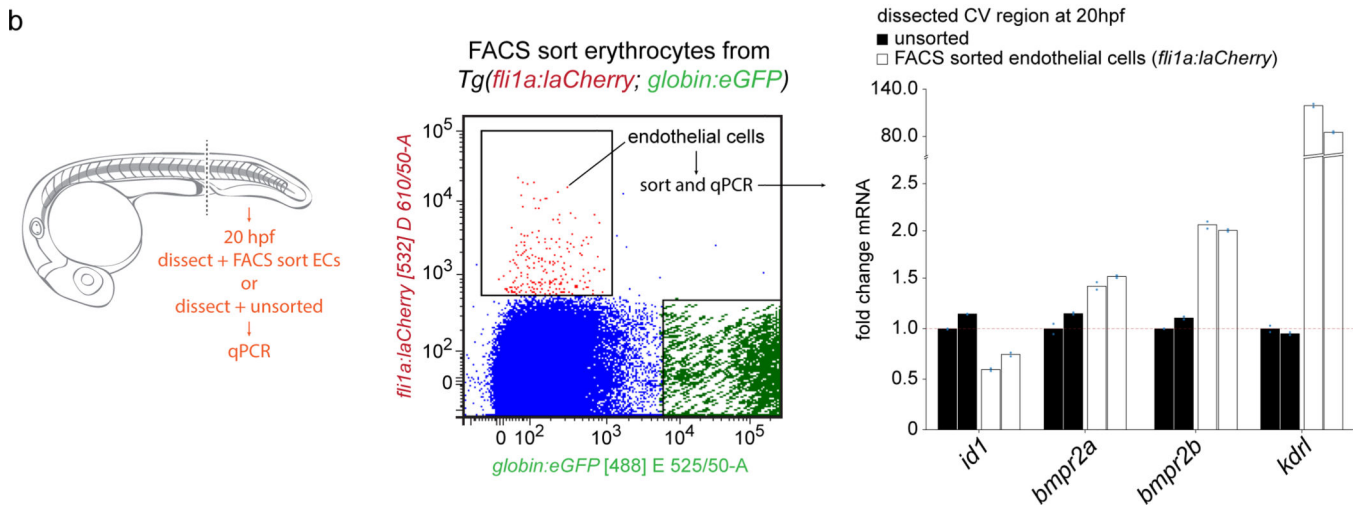 b
20 hpf
dissect + FACS sort ECs
or
dissect + unsorted
qPCR
FACS sort erythrocytes from
Tg(fli1a:laCherry; globin:eGFP)
fli1a:laCherry [532] D 610/50-A
10^5
10^4
10^3
10^2
0
endothelial cells
sort and qPCR
0 10^2 10^3 10^4 10^5
globin:eGFP [488] E 525/50-A
dissected CV region at 20hpf
unsorted
FACS sorted endothelial cells (fli1a:laCherry)
fold change mRNA
140.0
80.0
2.5
2.0
1.5
1.0
0.5
0
id1
bmpr2a
bmpr2b
kdrl